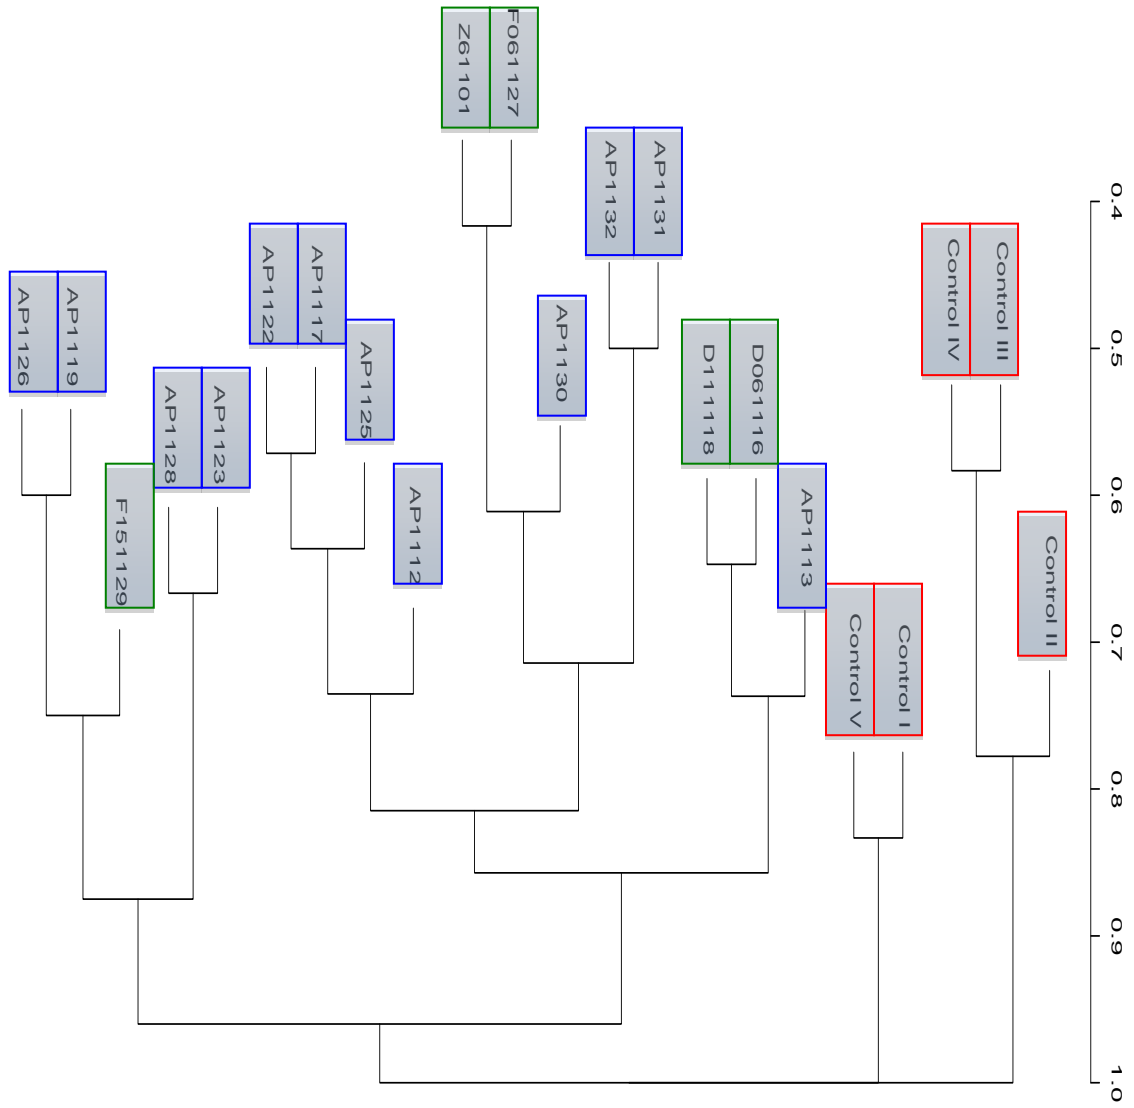 0.4
0.5
0.6
0.7
0.8
0.9
1.0
Control II
Control III
Control IV
Control I
Control V
AP1113
D061116
D111118
AP1131
AP1132
AP1130
F061127
Z61101
AP1112
AP1125
AP1117
AP1122
AP1123
AP1128
F151129
AP1119
AP1126